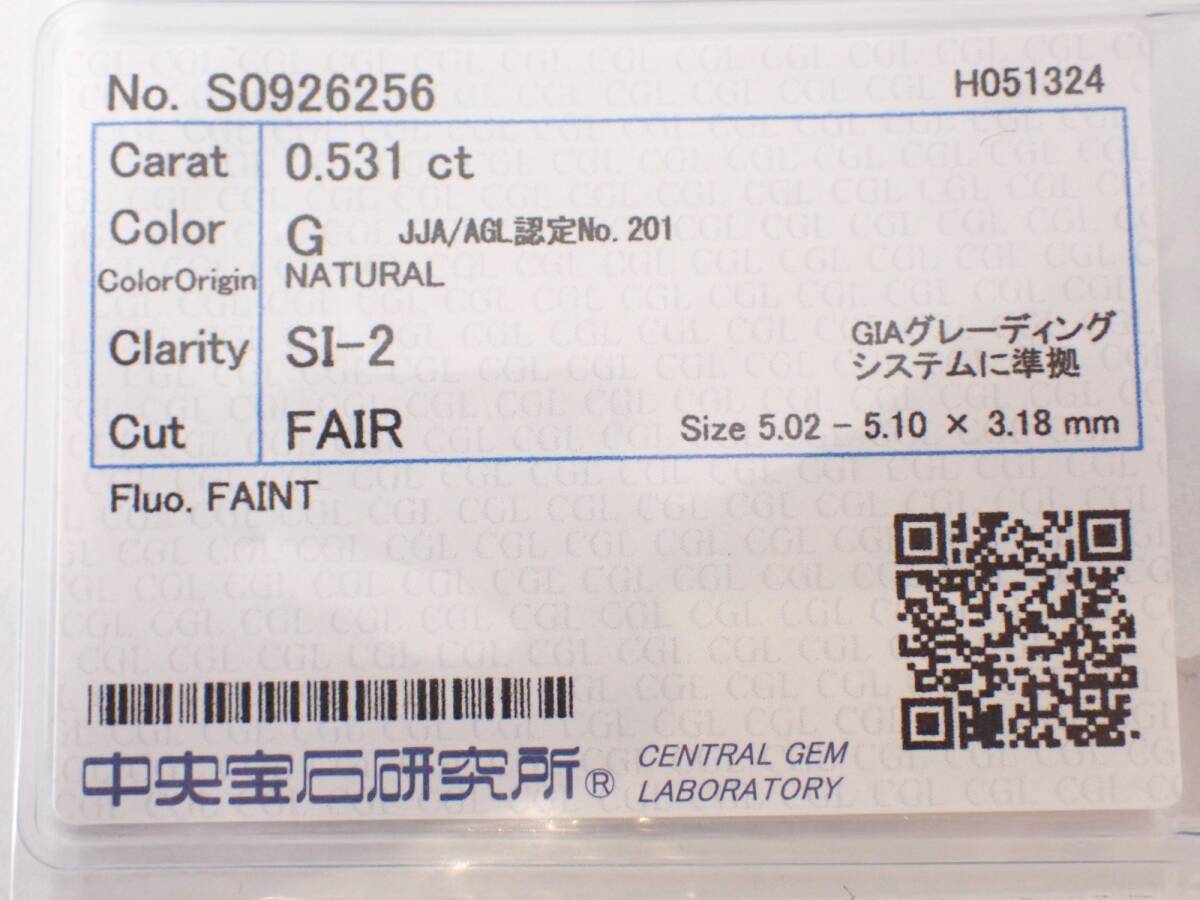 No. S0926256
H051324
Carat 0.531 ct
Color G JJA/AGL認定No. 201
ColorOrigin NATURAL
Clarity SI-2
GIAグレーディング
システムに準拠
Cut FAIR Size 5.02 - 5.10 × 3.18 mm
Fluo. FAINT
中央宝石研究所® CENTRAL GEM
LABORATORY